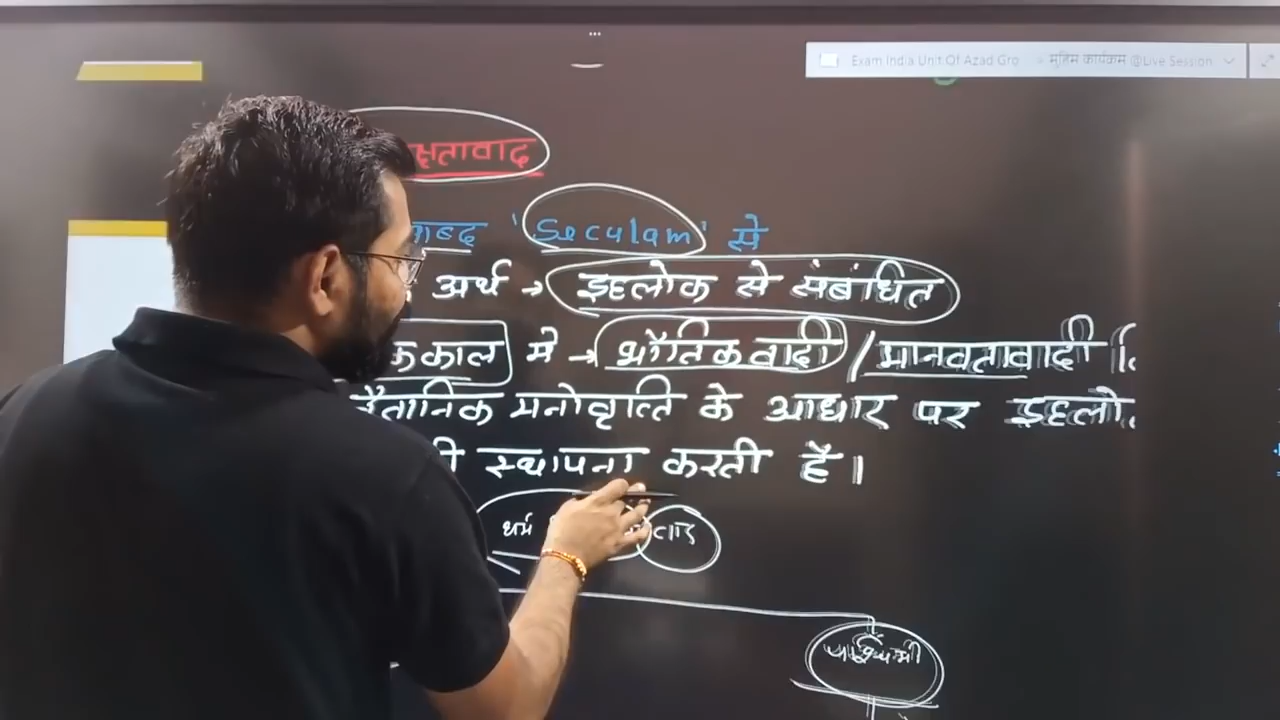 Exam India Unit Of Azad Gro
मुहिम कार्यक्रम @Live Session
क्षतावाद
शब्द 'Seculam' से
अर्थ → इहलोक से संबंधित
ककाल में → भौतिकवादी / मानवतावादी
वैज्ञानिक मनोवृत्ति के आधार पर इहलो
की स्थापना करती है।
धर्म
वाद